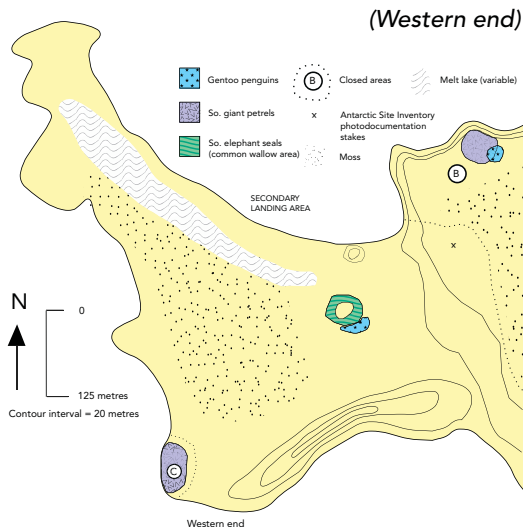 (Western end)
Gentoo penguins
B
Closed areas
Melt lake (variable)
So. giant petrels
x
Antarctic Site Inventory
photodocumentation
stakes
So. elephant seals
(common wallow area)
Moss
B
SECONDARY
LANDING AREA
x
N
0
125 metres
Contour interval = 20 metres
C
Western end